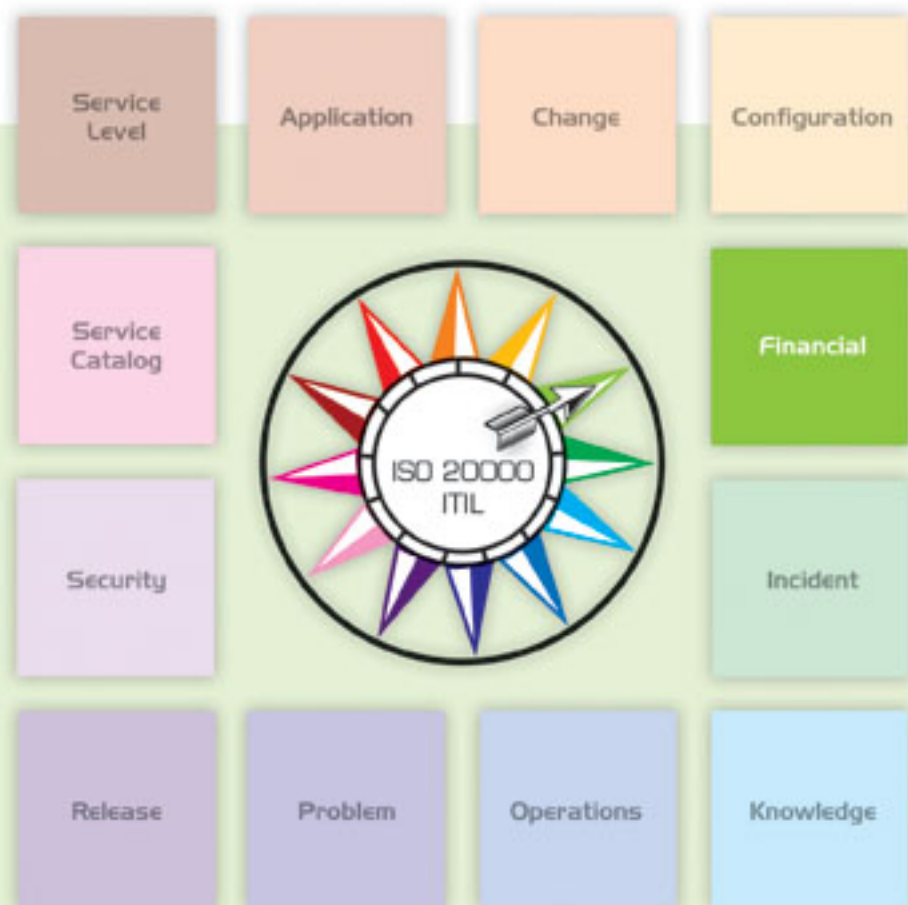 Service
Level
Application
Change
Configuration
Service
Catalog
Financial
ISO 20000
ITIL
Security
Incident
Release
Problem
Operations
Knowledge